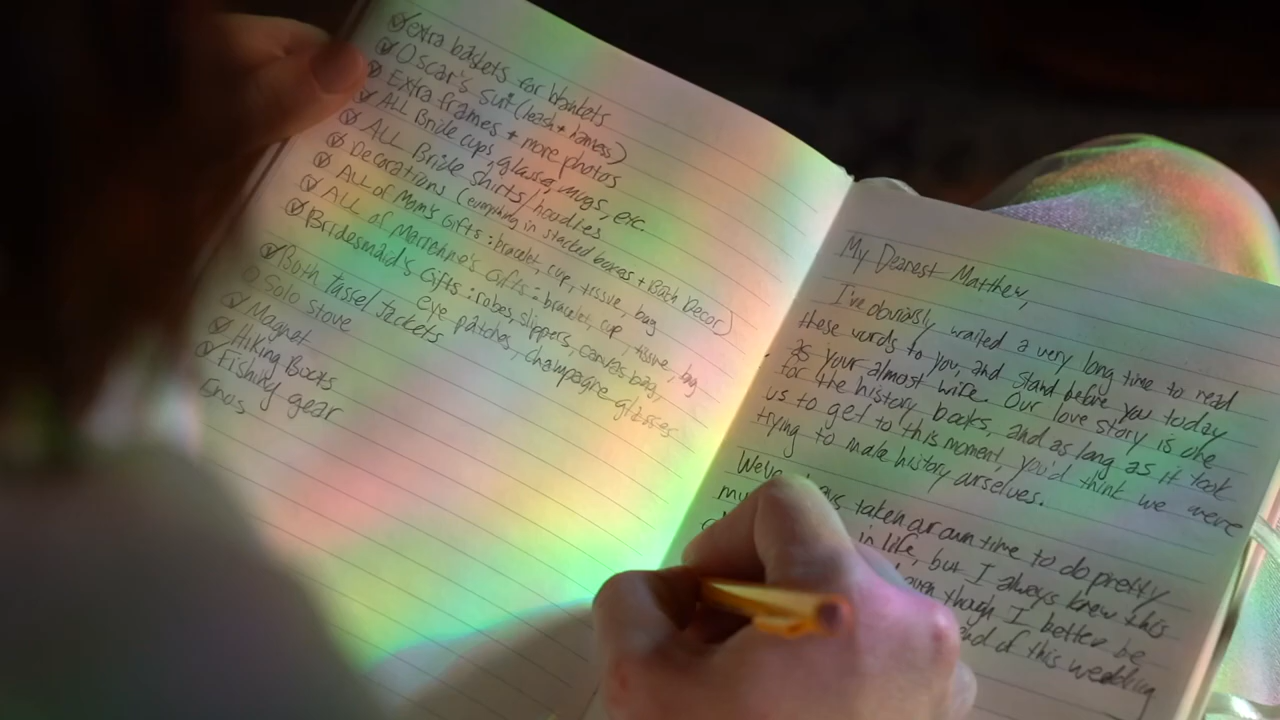 extra baskets for blankets
Oscar's suit (leash + harness)
Extra frames + more photos
ALL Bride cups, glasses, mugs, etc.
ALL Bride shirts/hoodies
Decorations (everything in stacked boxes + Bath Decor)
ALL of Mom's Gifts: bracelet, cup, tissue, bag
ALL of Marrehne's Gifts: bracelet, cup, tissue, bag
Bridesmaid's Gifts: robes, slippers, canvas bag,
eye patches, champagne glasses
Both Tassel Jackets
Solo stove
Magnet
Hiking Boots
Fishing gear
My Dearest Matthew,
I've obviously waited a very long time to read
these words to you, and stand before you today
as your almost wife. Our love story is one
for the history books, and as long as it took
us to get to this moment, you'd think we were
trying to make history ourselves.
We've taken our own time to do pretty
in life, but I always knew this
though I better be
end of this wedding